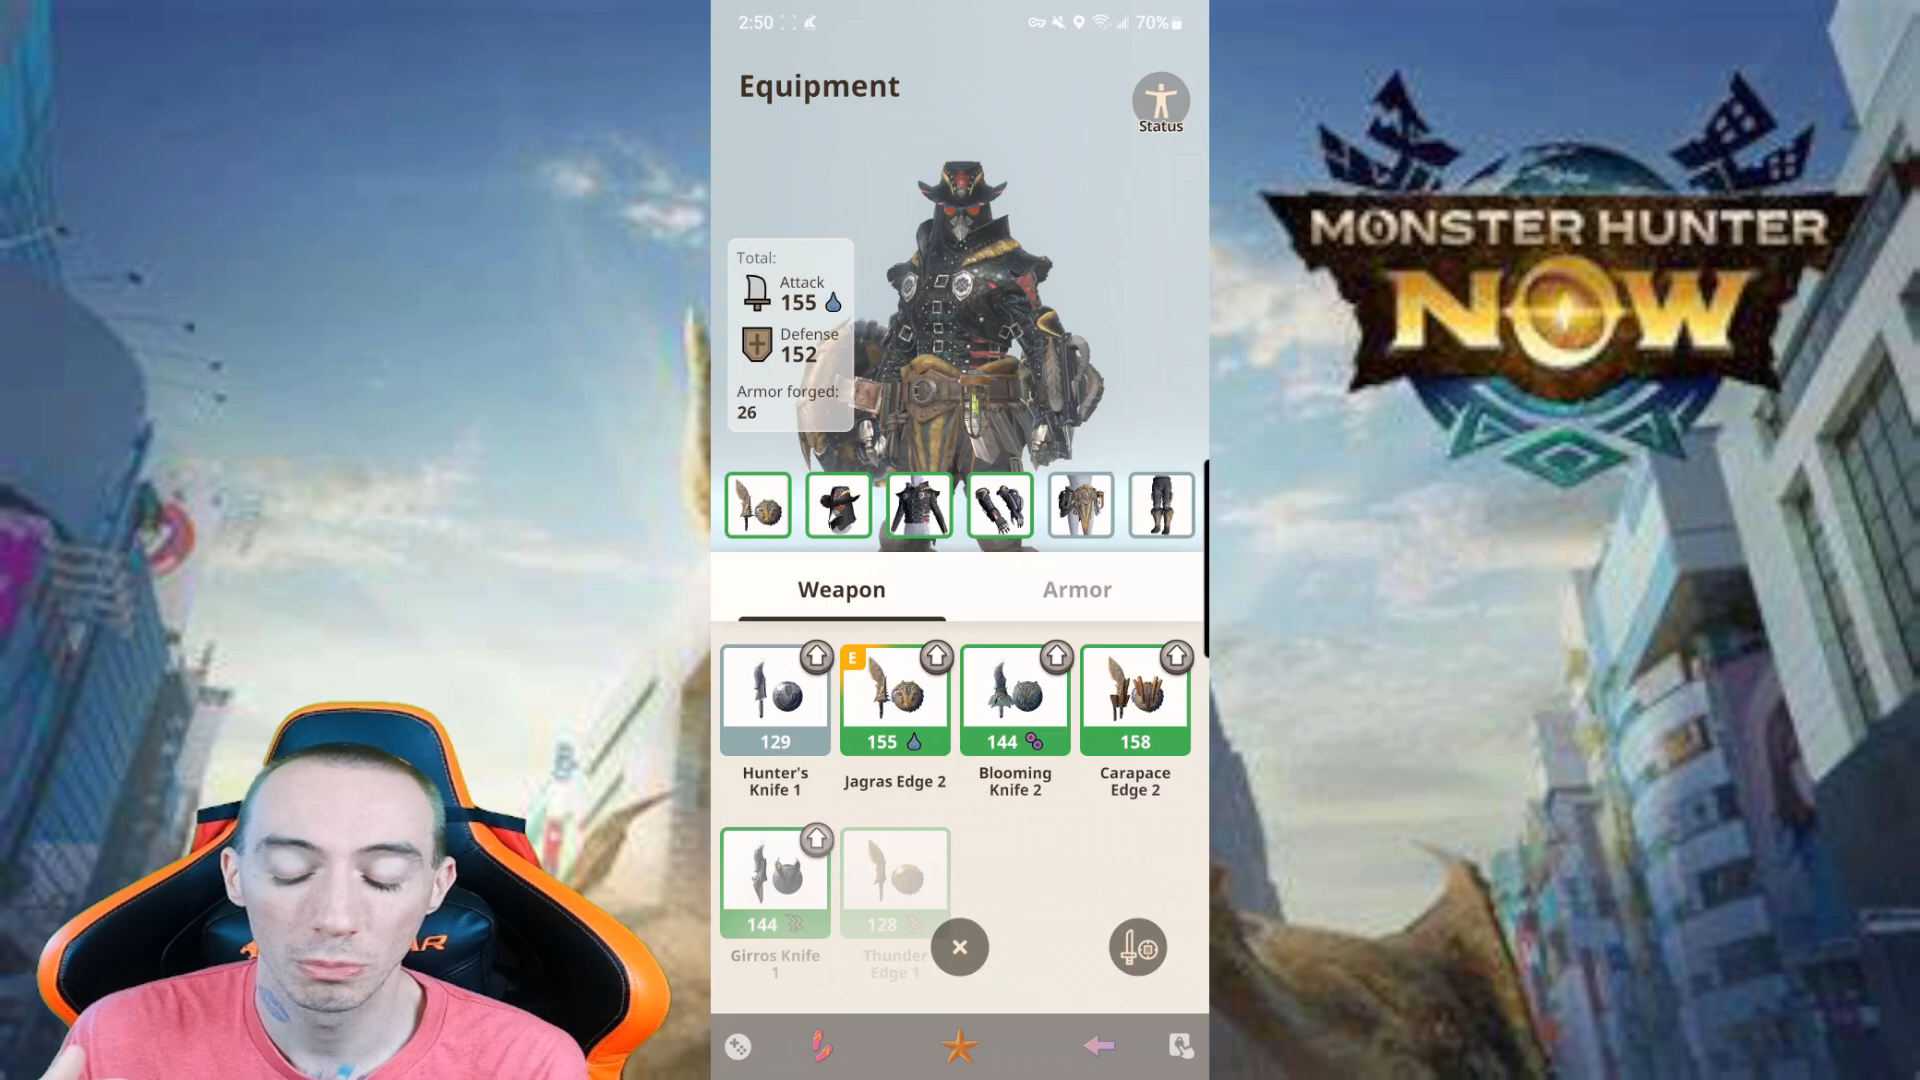 2:50
70%
Equipment
Status
Total:
Attack
155
Defense
152
Armor forged:
26
Weapon
Armor
129
E
155
144
158
Hunter's
Knife 1
Jagras Edge 2
Blooming
Knife 2
Carapace
Edge 2
144
128
Girros Knife
1
Thunder
Edge 1
MONSTER HUNTER
NOW
AR